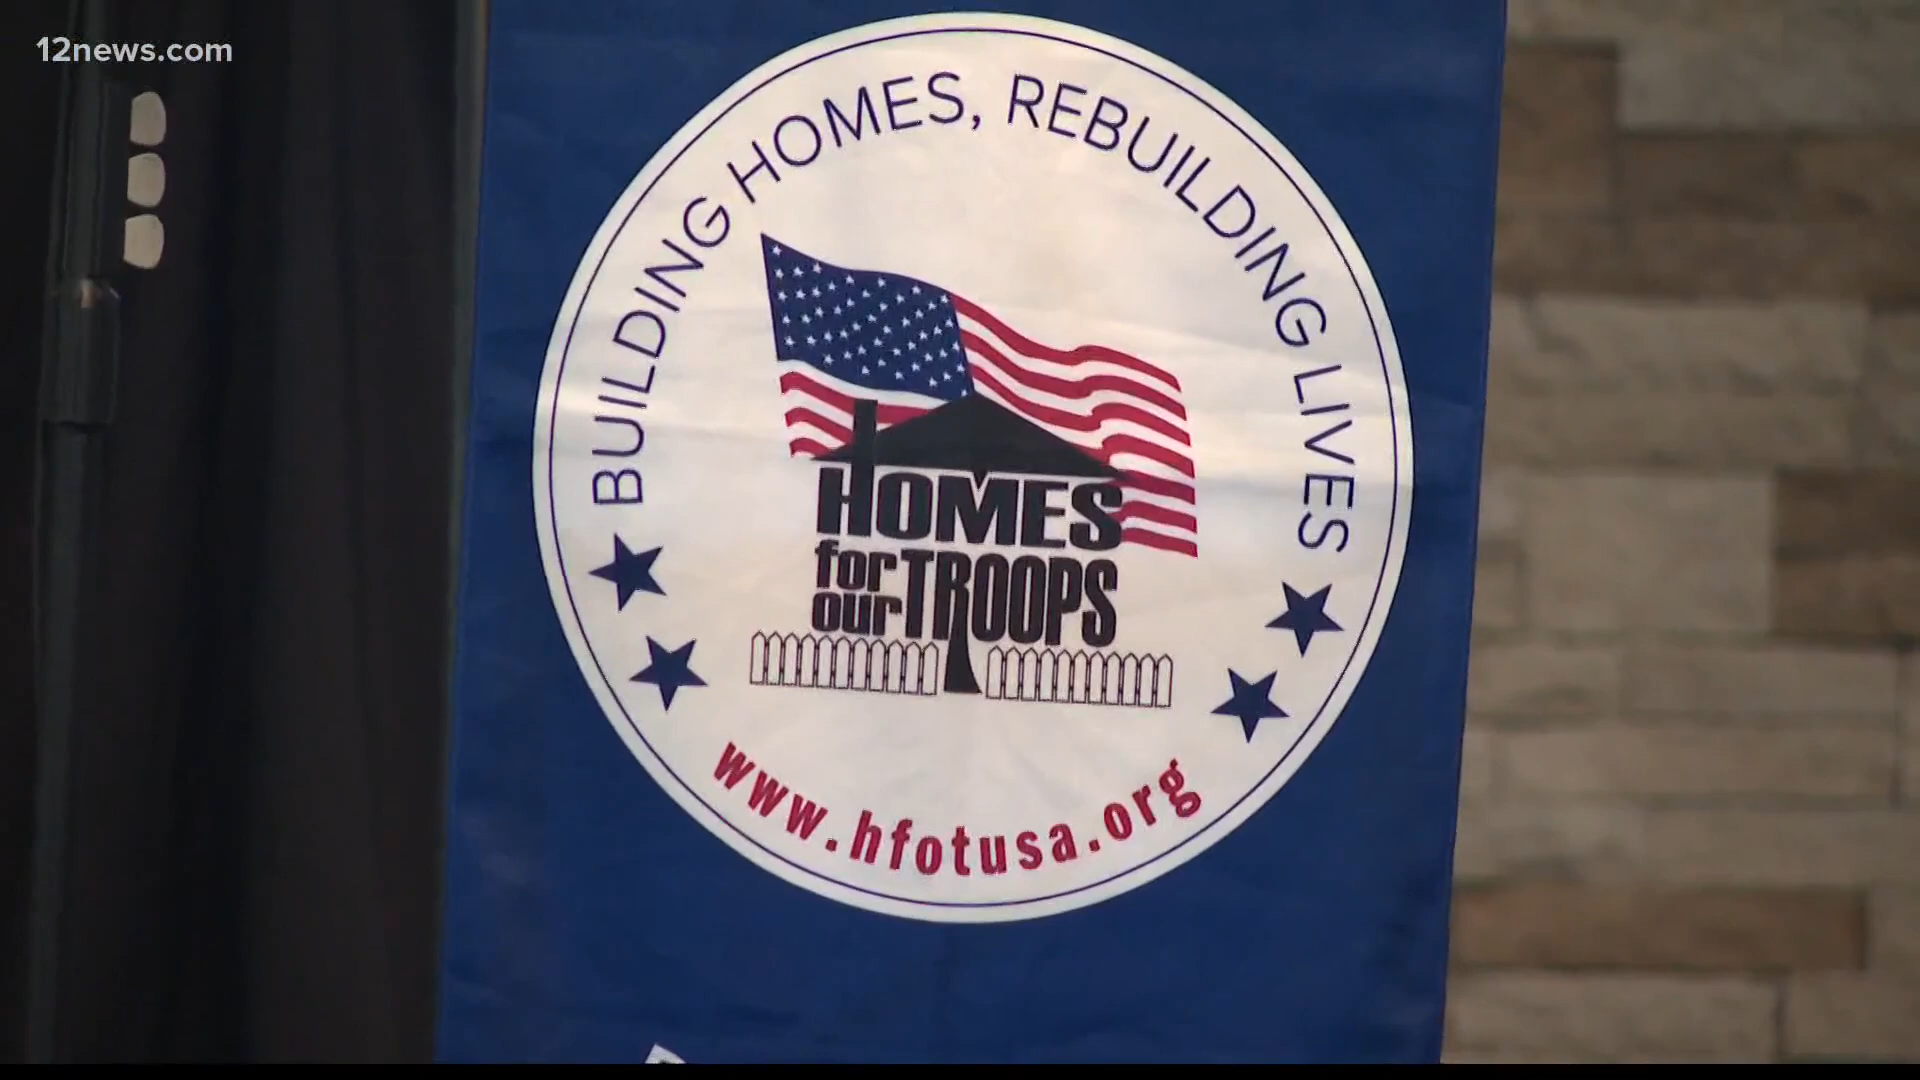 12news.com
BUILDING HOMES, REBUILDING LIVES
HOMES
for our TROOPS
www.hfotusa.org